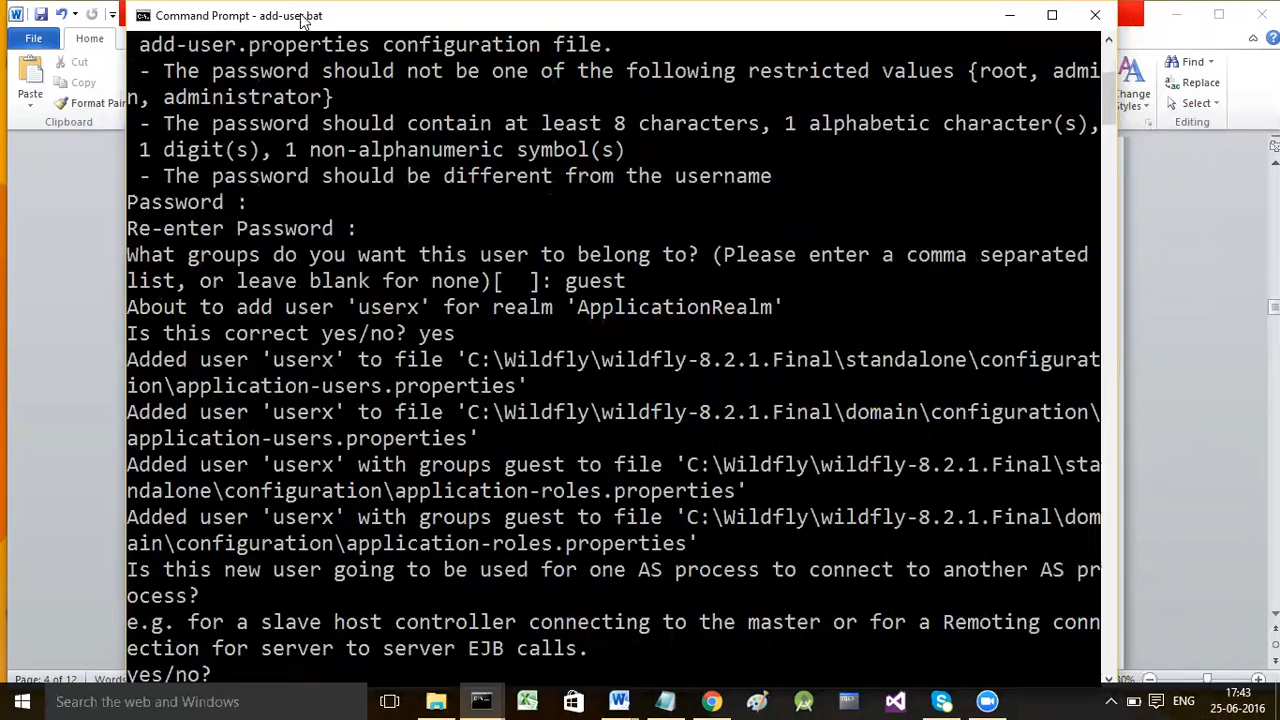 Command Prompt - add-user.bat
File
Home
Cut
Copy
Format Pain
Paste
Clipboard
Change
Styles
Find
Replace
Select
Editing
add-user.properties configuration file.
- The password should not be one of the following restricted values {root, admi
n, administrator}
- The password should contain at least 8 characters, 1 alphabetic character(s),
1 digit(s), 1 non-alphanumeric symbol(s)
- The password should be different from the username
Password :
Re-enter Password :
What groups do you want this user to belong to? (Please enter a comma separated
list, or leave blank for none)[  ]: guest
About to add user 'userx' for realm 'ApplicationRealm'
Is this correct yes/no? yes
Added user 'userx' to file 'C:\Wildfly\wildfly-8.2.1.Final\standalone\configurat
ion\application-users.properties'
Added user 'userx' to file 'C:\Wildfly\wildfly-8.2.1.Final\domain\configuration\
application-users.properties'
Added user 'userx' with groups guest to file 'C:\Wildfly\wildfly-8.2.1.Final\sta
ndalone\configuration\application-roles.properties'
Added user 'userx' with groups guest to file 'C:\Wildfly\wildfly-8.2.1.Final\dom
ain\configuration\application-roles.properties'
Is this new user going to be used for one AS process to connect to another AS pr
ocess?
e.g. for a slave host controller connecting to the master or for a Remoting conn
ection for server to server EJB calls.
yes/no?
Page: 4 of 12
Words
Search the web and Windows
ENG
17:43
25-06-2016